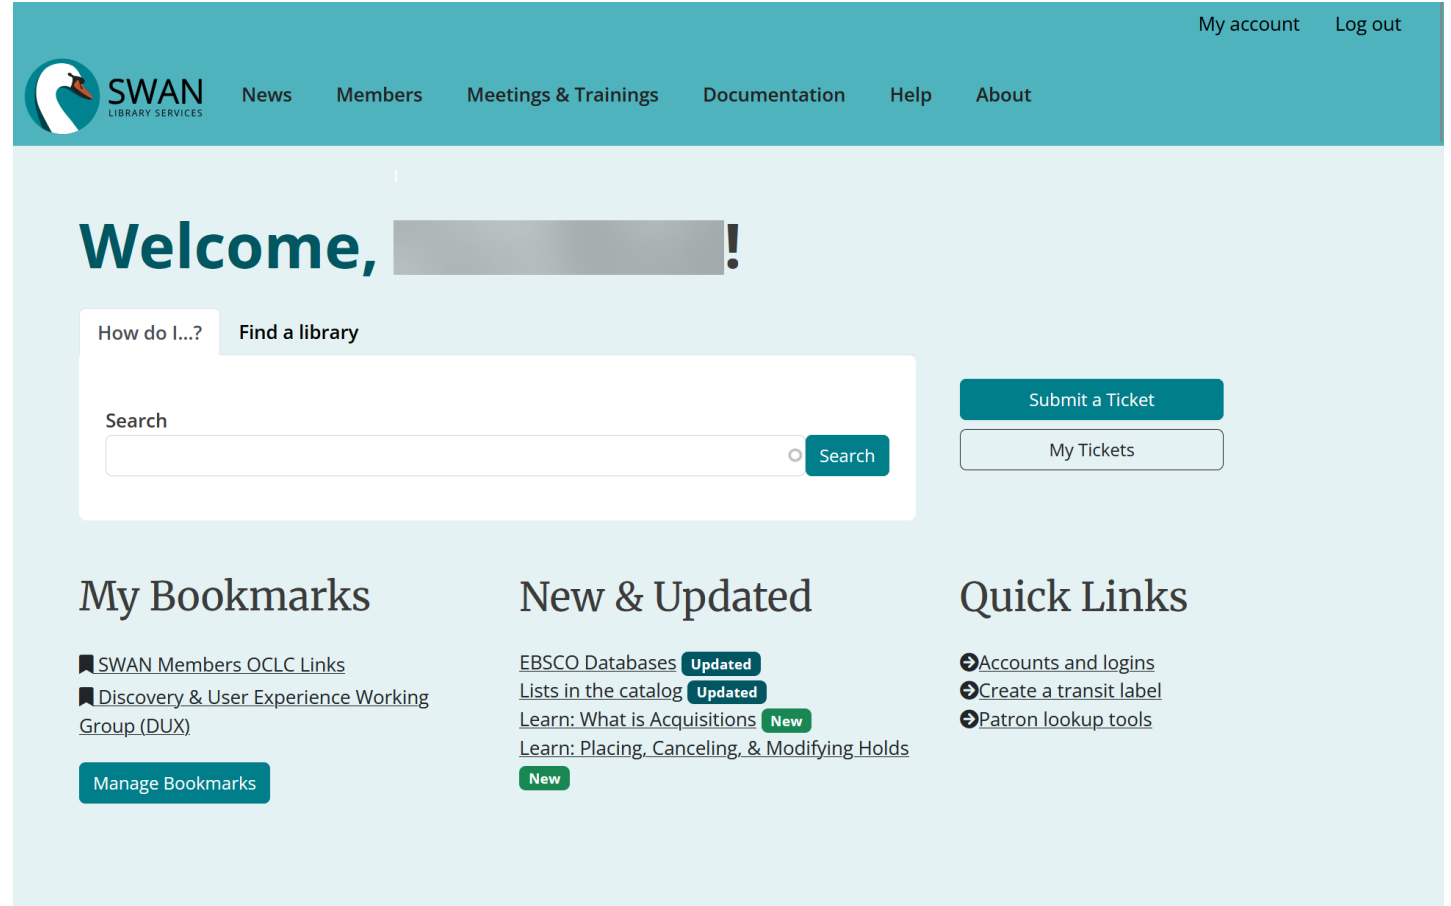 My account Log out
SWAN
LIBRARY SERVICES
News Members Meetings & Trainings Documentation Help About
Welcome, !
How do I...? Find a library
Search
Search
Submit a Ticket
My Tickets
My Bookmarks
SWAN Members OCLC Links
Discovery & User Experience Working
Group (DUX)
Manage Bookmarks
New & Updated
EBSCO Databases Updated
Lists in the catalog Updated
Learn: What is Acquisitions New
Learn: Placing, Canceling, & Modifying Holds
New
Quick Links
Accounts and logins
Create a transit label
Patron lookup tools